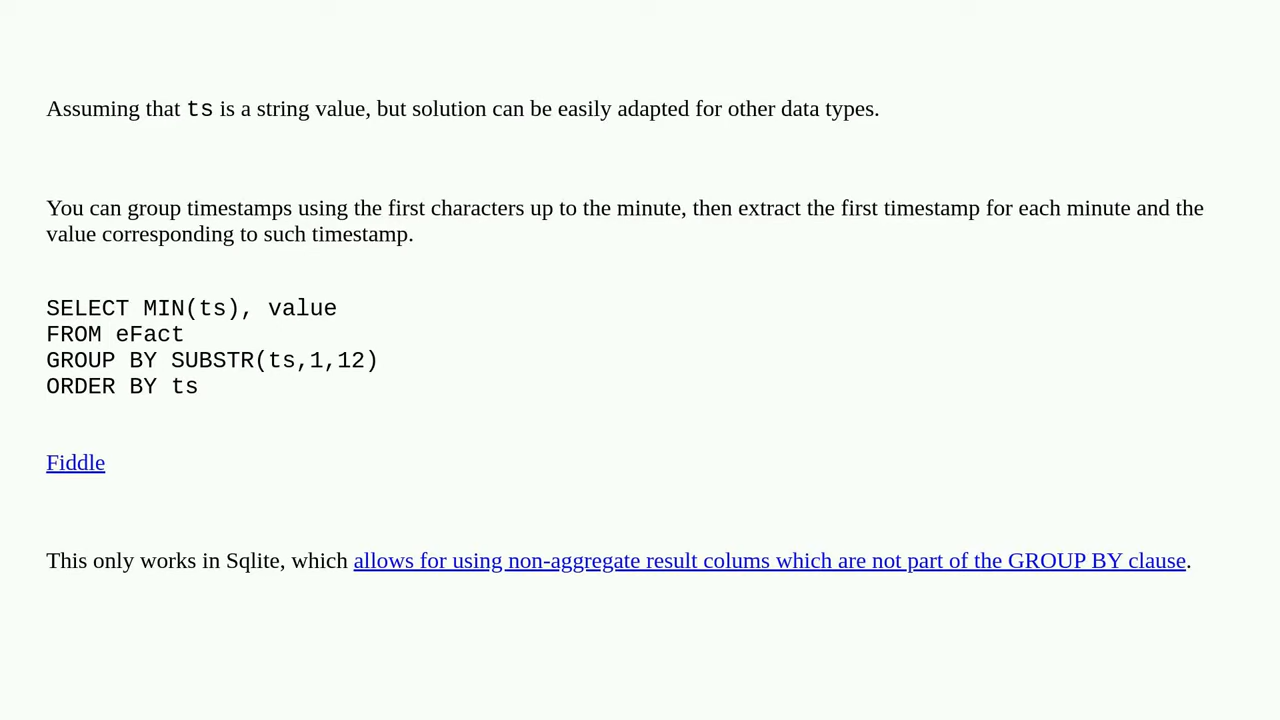 Assuming that ts is a string value, but solution can be easily adapted for other data types.
You can group timestamps using the first characters up to the minute, then extract the first timestamp for each minute and the
value corresponding to such timestamp.
SELECT MIN(ts), value
FROM eFact
GROUP BY SUBSTR(ts,1,12)
ORDER BY ts
Fiddle
This only works in Sqlite, which allows for using non-aggregate result colums which are not part of the GROUP BY clause.